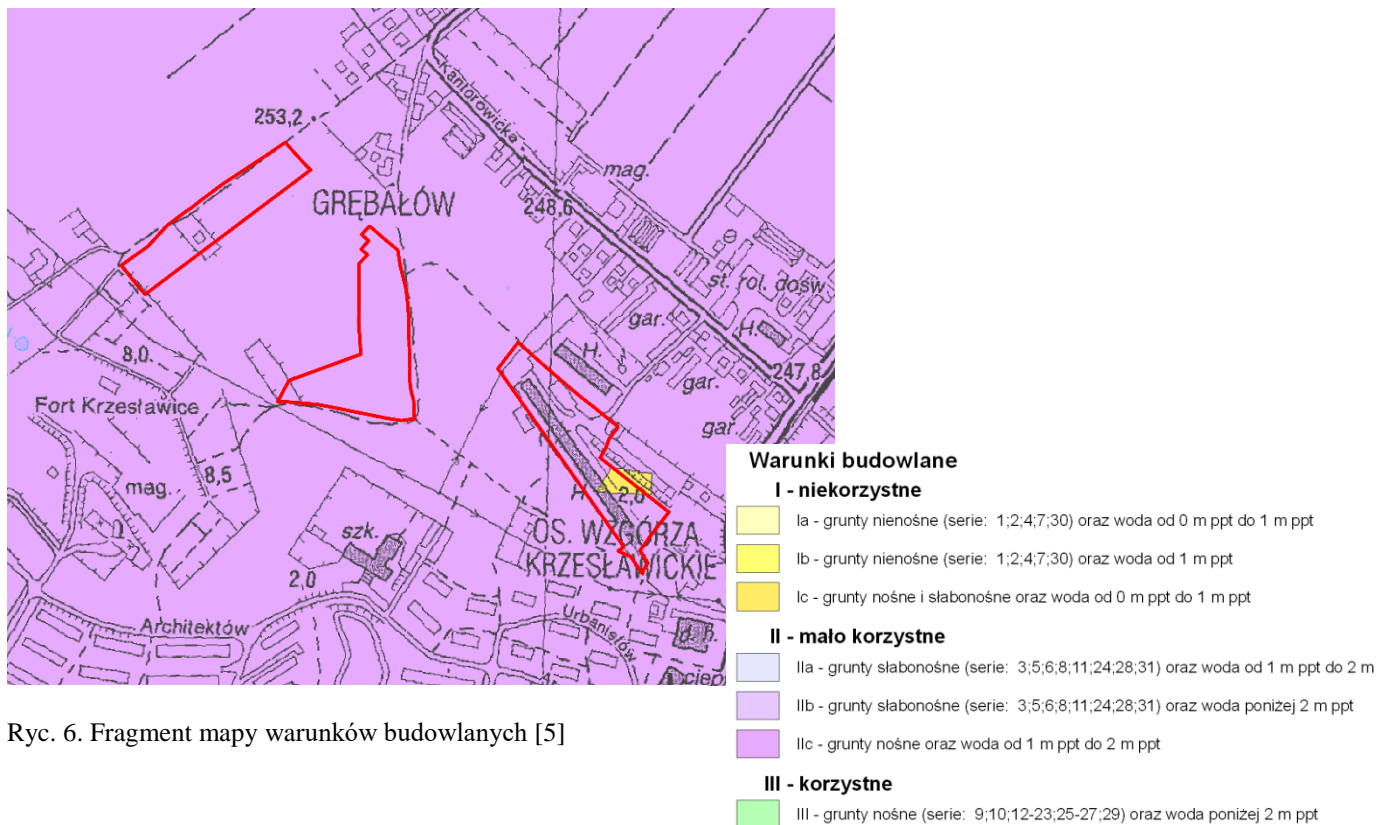 Kantorowicka
253,2
mag.
GRĘBAŁÓW
248,6
st. rol. dośw
gar.
H.
H.
8,0
247,8
gar.
Fort Krzesławice
gar
8,5
mag.
H.
2,0
szk.
OS. WZGÓRZA
KRZESŁAWICKIE
2,0
Architektów
Urbanistów
d. h.
Warunki budowlane
I - niekorzystne
Ia - grunty nienośne (serie: 1;2;4;7;30) oraz woda od 0 m ppt do 1 m ppt
Ib - grunty nienośne (serie: 1;2;4;7;30) oraz woda od 1 m ppt
Ic - grunty nośne i słabonośne oraz woda od 0 m ppt do 1 m ppt
II - mało korzystne
IIa - grunty słabonośne (serie: 3;5;6;8;11;24;28;31) oraz woda od 1 m ppt do 2 m
IIb - grunty słabonośne (serie: 3;5;6;8;11;24;28;31) oraz woda poniżej 2 m ppt
IIc - grunty nośne oraz woda od 1 m ppt do 2 m ppt
III - korzystne
III - grunty nośne (serie: 9;10;12-23;25-27;29) oraz woda poniżej 2 m ppt
Ryc. 6. Fragment mapy warunków budowlanych [5]